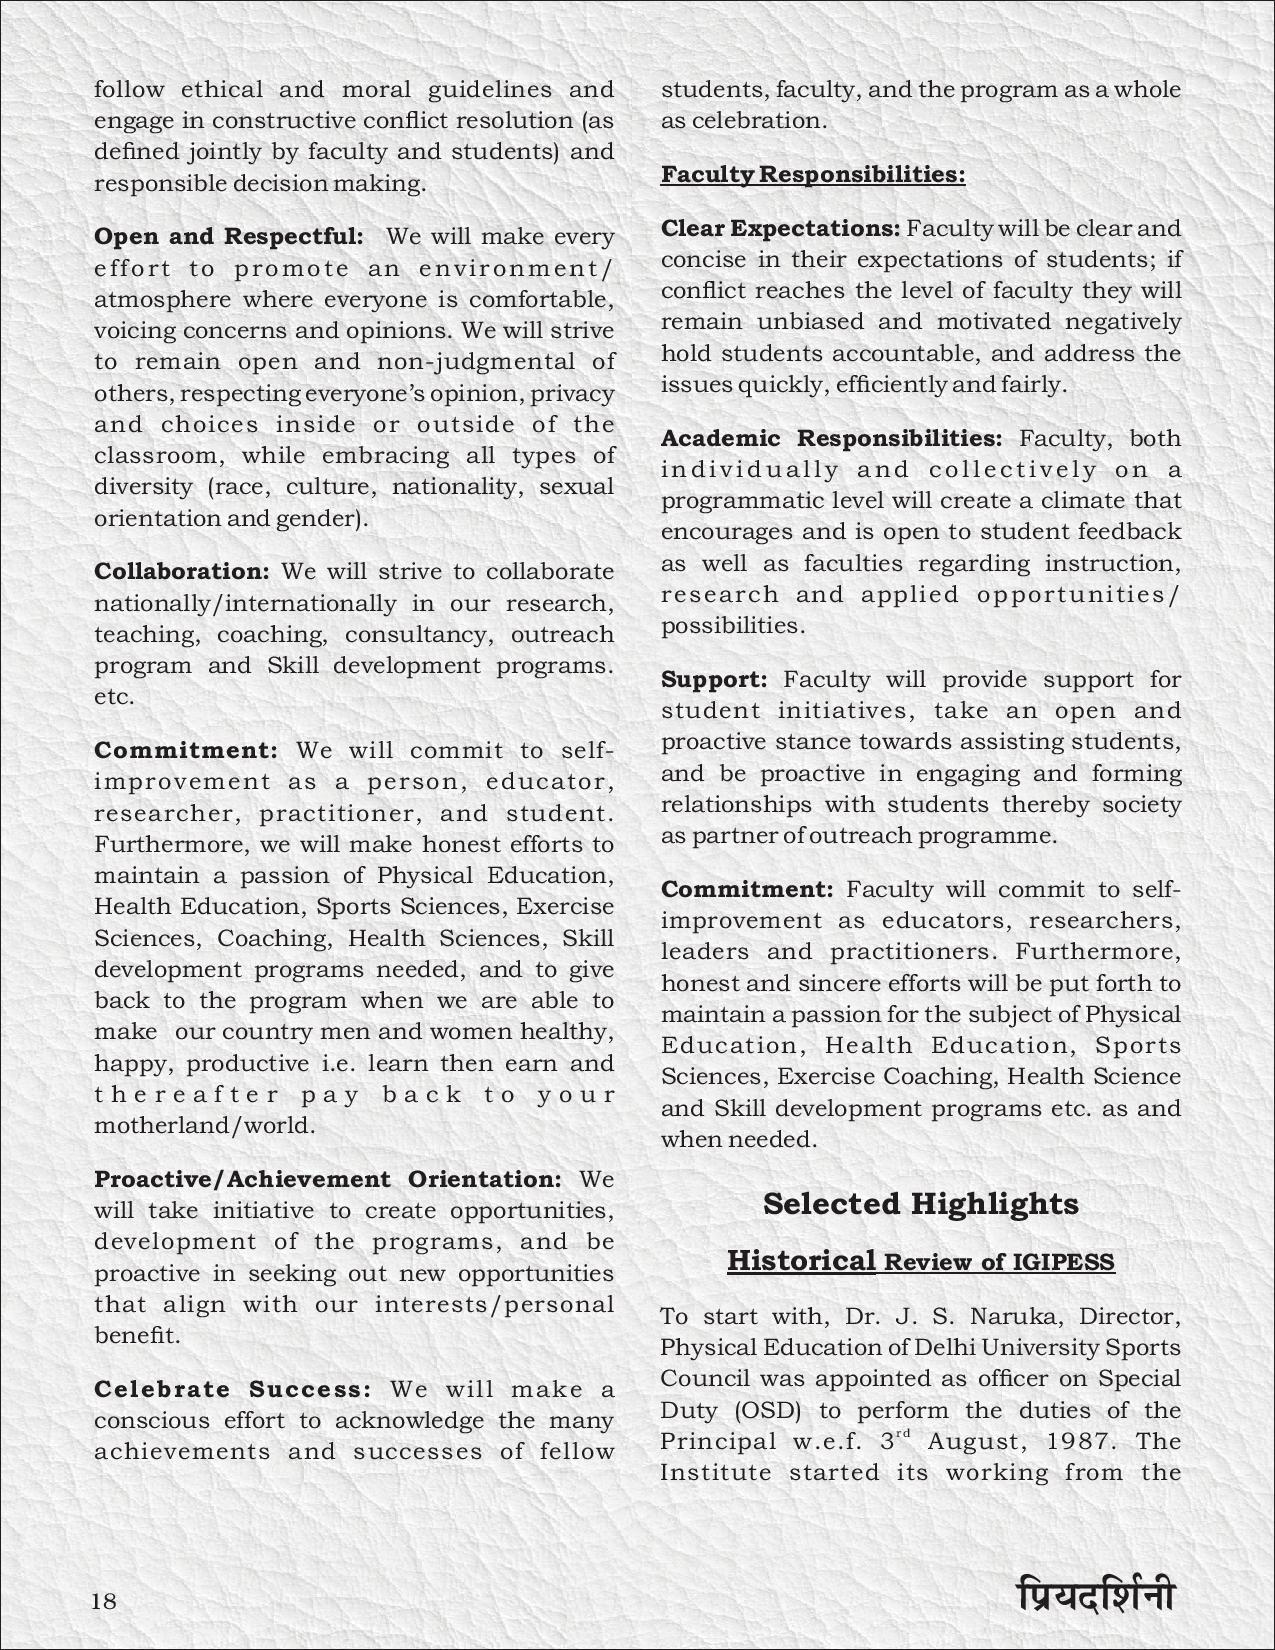 follow ethical and moral guidelines and
engage in constructive conflict resolution (as
defined jointly by faculty and students) and
responsible decision making.
Open and Respectful: We will make every
effort to promote an environment/
atmosphere where everyone is comfortable,
voicing concerns and opinions. We will strive
to remain open and non-judgmental of
others, respecting everyone’s opinion, privacy
and choices inside or outside of the
classroom, while embracing all types of
diversity (race, culture, nationality, sexual
orientation and gender).
Collaboration: We will strive to collaborate
nationally/internationally in our research,
teaching, coaching, consultancy, outreach
program and Skill development programs.
etc.
Commitment: We will commit to self-
improvement as a person, educator,
researcher, practitioner, and student.
Furthermore, we will make honest efforts to
maintain a passion of Physical Education,
Health Education, Sports Sciences, Exercise
Sciences, Coaching, Health Sciences, Skill
development programs needed, and to give
back to the program when we are able to
make our country men and women healthy,
happy, productive i.e. learn then earn and
thereafter pay back to your
motherland/world.
Proactive/Achievement Orientation: We
will take initiative to create opportunities,
development of the programs, and be
proactive in seeking out new opportunities
that align with our interests/personal
benefit.
Celebrate Success: We will make a
conscious effort to acknowledge the many
achievements and successes of fellow
students, faculty, and the program as a whole
as celebration.
Faculty Responsibilities:
Clear Expectations: Faculty will be clear and
concise in their expectations of students; if
conflict reaches the level of faculty they will
remain unbiased and motivated negatively
hold students accountable, and address the
issues quickly, efficiently and fairly.
Academic Responsibilities: Faculty, both
individually and collectively on a
programmatic level will create a climate that
encourages and is open to student feedback
as well as faculties regarding instruction,
research and applied opportunities/
possibilities.
Support: Faculty will provide support for
student initiatives, take an open and
proactive stance towards assisting students,
and be proactive in engaging and forming
relationships with students thereby society
as partner of outreach programme.
Commitment: Faculty will commit to self-
improvement as educators, researchers,
leaders and practitioners. Furthermore,
honest and sincere efforts will be put forth to
maintain a passion for the subject of Physical
Education, Health Education, Sports
Sciences, Exercise Coaching, Health Science
and Skill development programs etc. as and
when needed.
Selected Highlights
Historical Review of IGIPESS
To start with, Dr. J. S. Naruka, Director,
Physical Education of Delhi University Sports
Council was appointed as officer on Special
Duty (OSD) to perform the duties of the
Principal w.e.f. 3rd August, 1987. The
Institute started its working from the
18
प्रियदर्शिनी